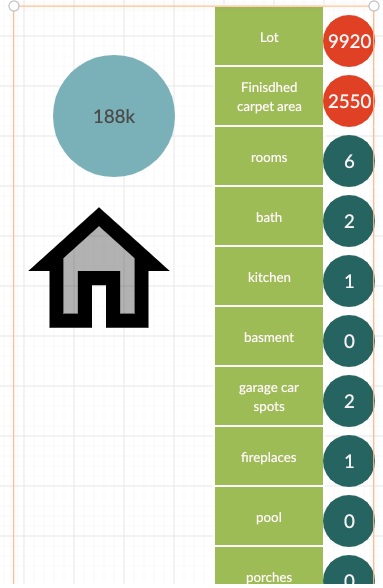 188k
Lot 9920
Finisdhed
carpet area 2550
rooms 6
bath 2
kitchen 1
basment 0
garage car
spots 2
fireplaces 1
pool 0
porches 0